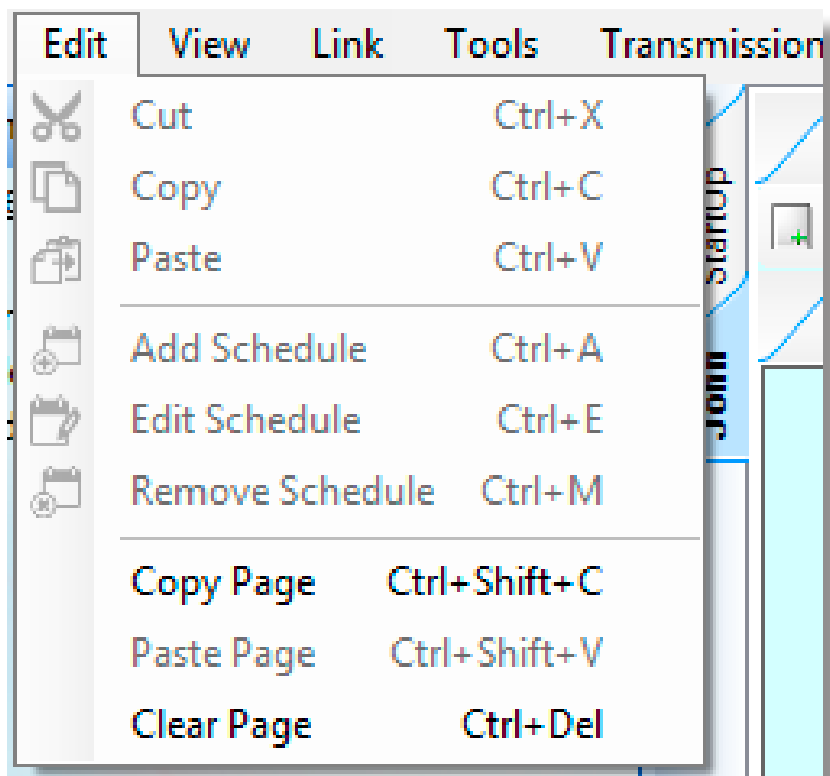 Edit View Link Tools Transmission
Cut Ctrl+X
Copy Ctrl+C
Paste Ctrl+V
Add Schedule Ctrl+A
Edit Schedule Ctrl+E
Remove Schedule Ctrl+M
Copy Page Ctrl+Shift+C
Paste Page Ctrl+Shift+V
Clear Page Ctrl+Del
StartUp
John